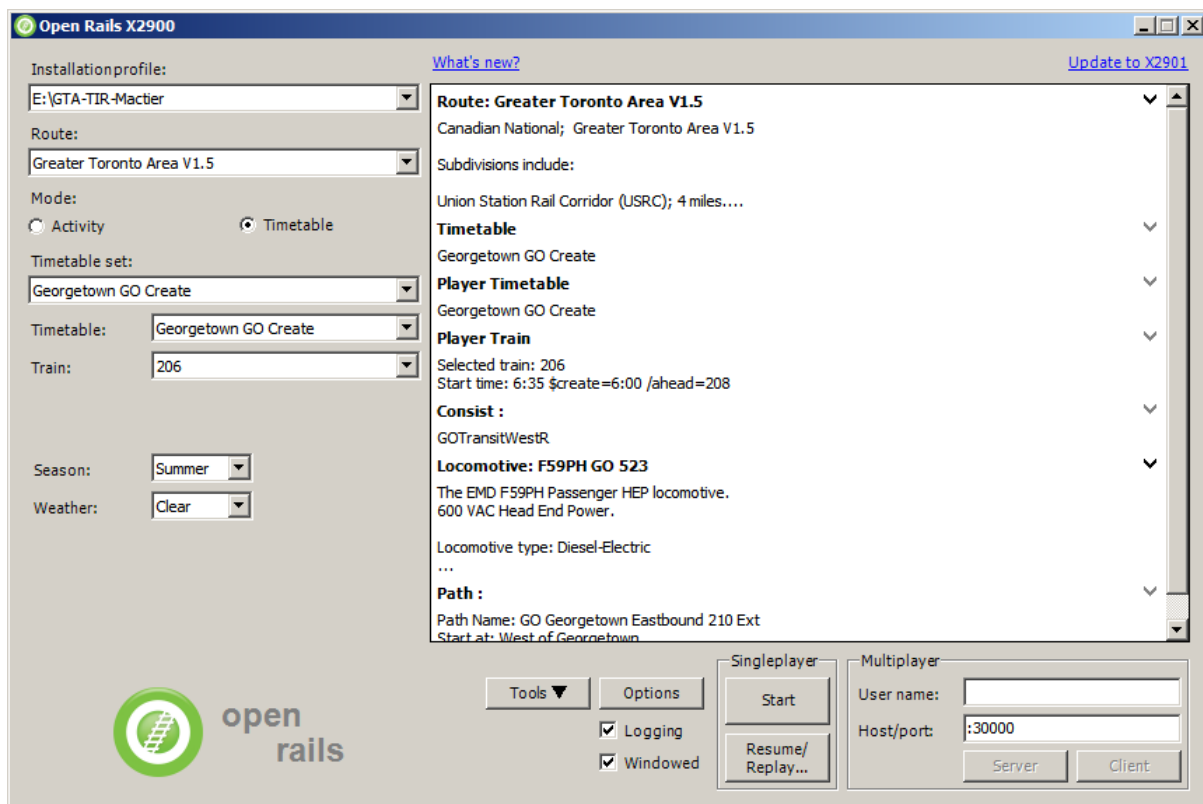 Open Rails X2900
Installation profile:
E:\GTA-TIR-Mactier
Route:
Greater Toronto Area V1.5
Mode:
Activity
Timetable
Timetable set:
Georgetown GO Create
Timetable:
Georgetown GO Create
Train:
206
Season:
Summer
Weather:
Clear
open
rails
What's new?
Update to X2901
Route: Greater Toronto Area V1.5
Canadian National;  Greater Toronto Area V1.5
Subdivisions include:
Union Station Rail Corridor (USRC); 4 miles....
Timetable
Georgetown GO Create
Player Timetable
Georgetown GO Create
Player Train
Selected train: 206
Start time: 6:35 $create=6:00 /ahead=208
Consist :
GOTransitWestR
Locomotive: F59PH GO 523
The EMD F59PH Passenger HEP locomotive.
600 VAC Head End Power.
Locomotive type: Diesel-Electric
...
Path :
Path Name: GO Georgetown Eastbound 210 Ext
Start at: West of Georgetown
Tools
Options
Logging
Windowed
Singleplayer
Start
Resume/
Replay...
Multiplayer
User name:
Host/port:
:30000
Server
Client